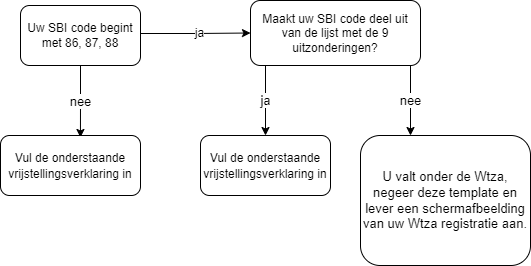 Uw SBI code begint
met 86, 87, 88
ja
Maakt uw SBI code deel uit
van de lijst met de 9
uitzonderingen?
nee
ja
nee
Vul de onderstaande
vrijstellingsverklaring in
Vul de onderstaande
vrijstellingsverklaring in
U valt onder de Wtza,
negeer deze template en
lever een schermafbeelding
van uw Wtza registratie aan.